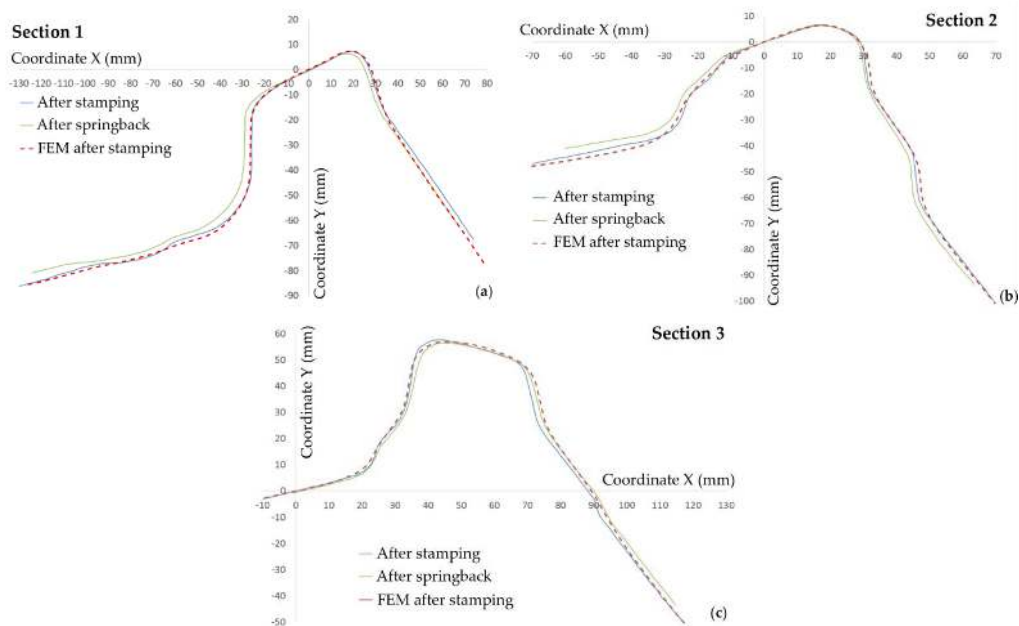 Section 1
Coordinate X (mm)
20
10
0
-130 -120 -110 -100 -90 -80 -70 -60 -50 -40 -30 -20 -10 0 10 20 30 40 50 60 70 80
-10
-20
-30
-40
-50
-60
-70
-80
-90
After stamping
After springback
FEM after stamping
Coordinate Y (mm)
(a)
Section 2
Coordinate X (mm)
10
0
-70 -60 -50 -40 -30 -20 -10 0 10 20 30 40 50 60 70
-10
-20
-30
-40
-50
-60
-70
-80
-90
-100
After stamping
After springback
FEM after stamping
Coordinate Y (mm)
(b)
Section 3
Coordinate Y (mm)
60
50
40
30
20
10
0
Coordinate X (mm)
-10 0 10 20 30 40 50 60 70 80 90 100 110 120 130
-10
-20
-30
-40
-50
After stamping
After springback
FEM after stamping
(c)